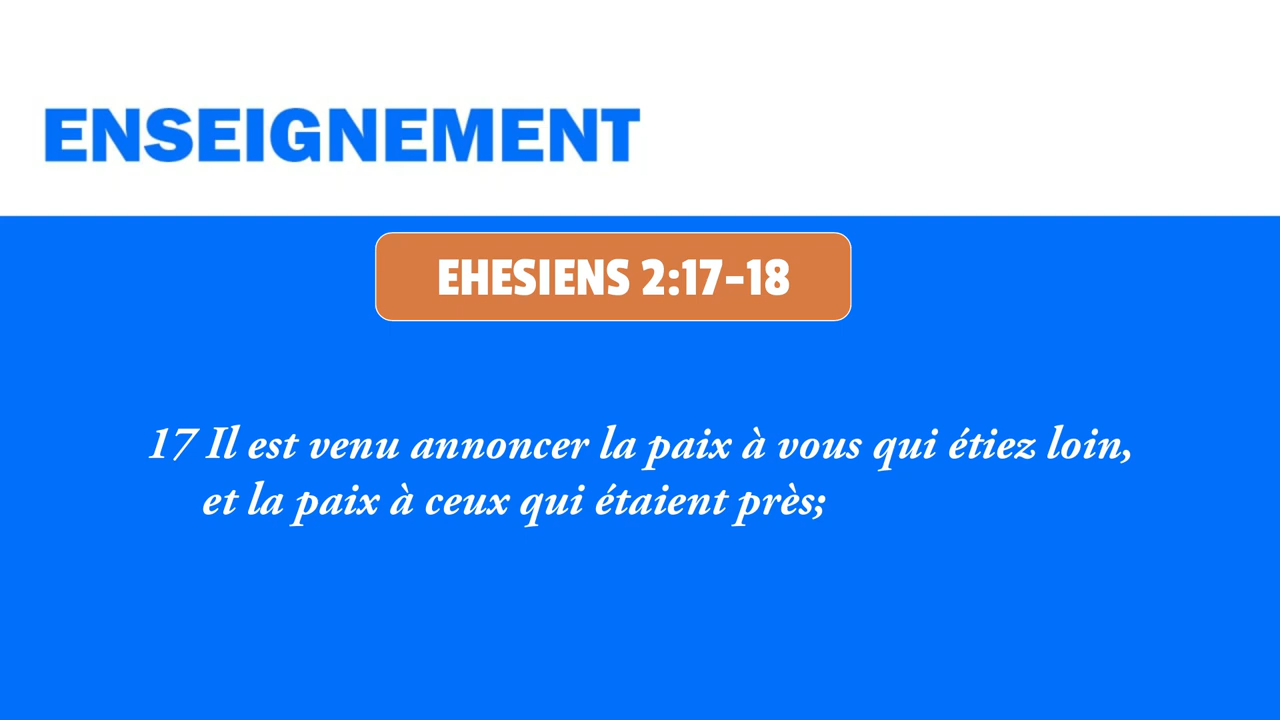 ENSEIGNEMENT
EHESIENS 2:17-18
17 Il est venu annoncer la paix à vous qui étiez loin,
et la paix à ceux qui étaient près;